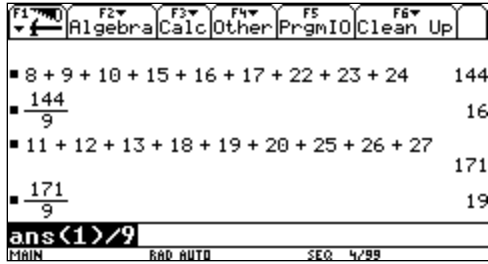 F1 F2 Algebra F3 Calc F4 Other F5 PrgmIO F6 Clean Up
8 + 9 + 10 + 15 + 16 + 17 + 22 + 23 + 24 144
144/9 16
11 + 12 + 13 + 18 + 19 + 20 + 25 + 26 + 27
171
171/9 19
ans(1)/9
MAIN RAD AUTO SEQ 4/99